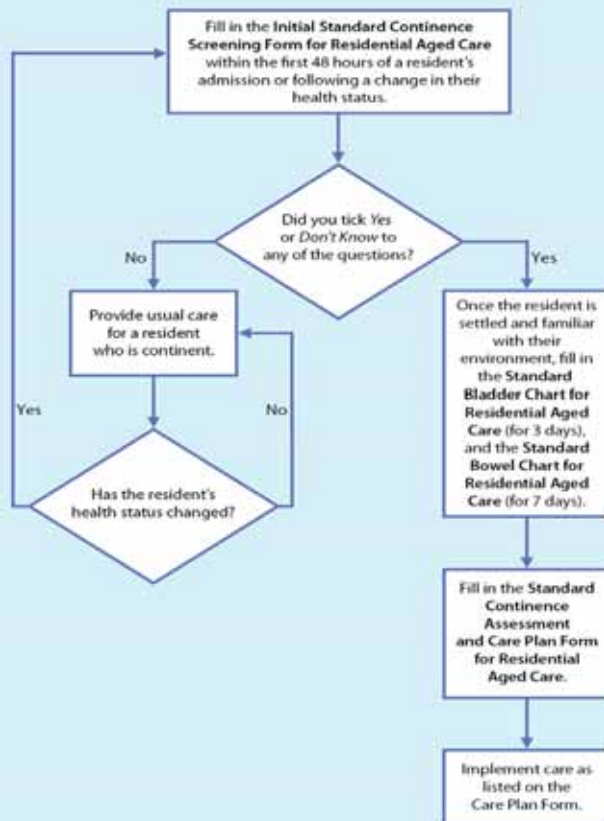 Fill in the Initial Standard Continence
Screening Form for Residential Aged Care
within the first 48 hours of a resident's
admission or following a change in their
health status.
Did you tick Yes
or Don't Know to
any of the questions?
No
Yes
Provide usual care
for a resident
who is continent.
Once the resident is
settled and familiar
with their
environment, fill in
the Standard
Bladder Chart for
Residential Aged
Care (for 3 days),
and the Standard
Bowel Chart for
Residential Aged
Care (for 7 days).
Yes
No
Has the resident's
health status changed?
Fill in the Standard
Continence
Assessment
and Care Plan Form
for Residential
Aged Care.
Implement care as
listed on the
Care Plan Form.